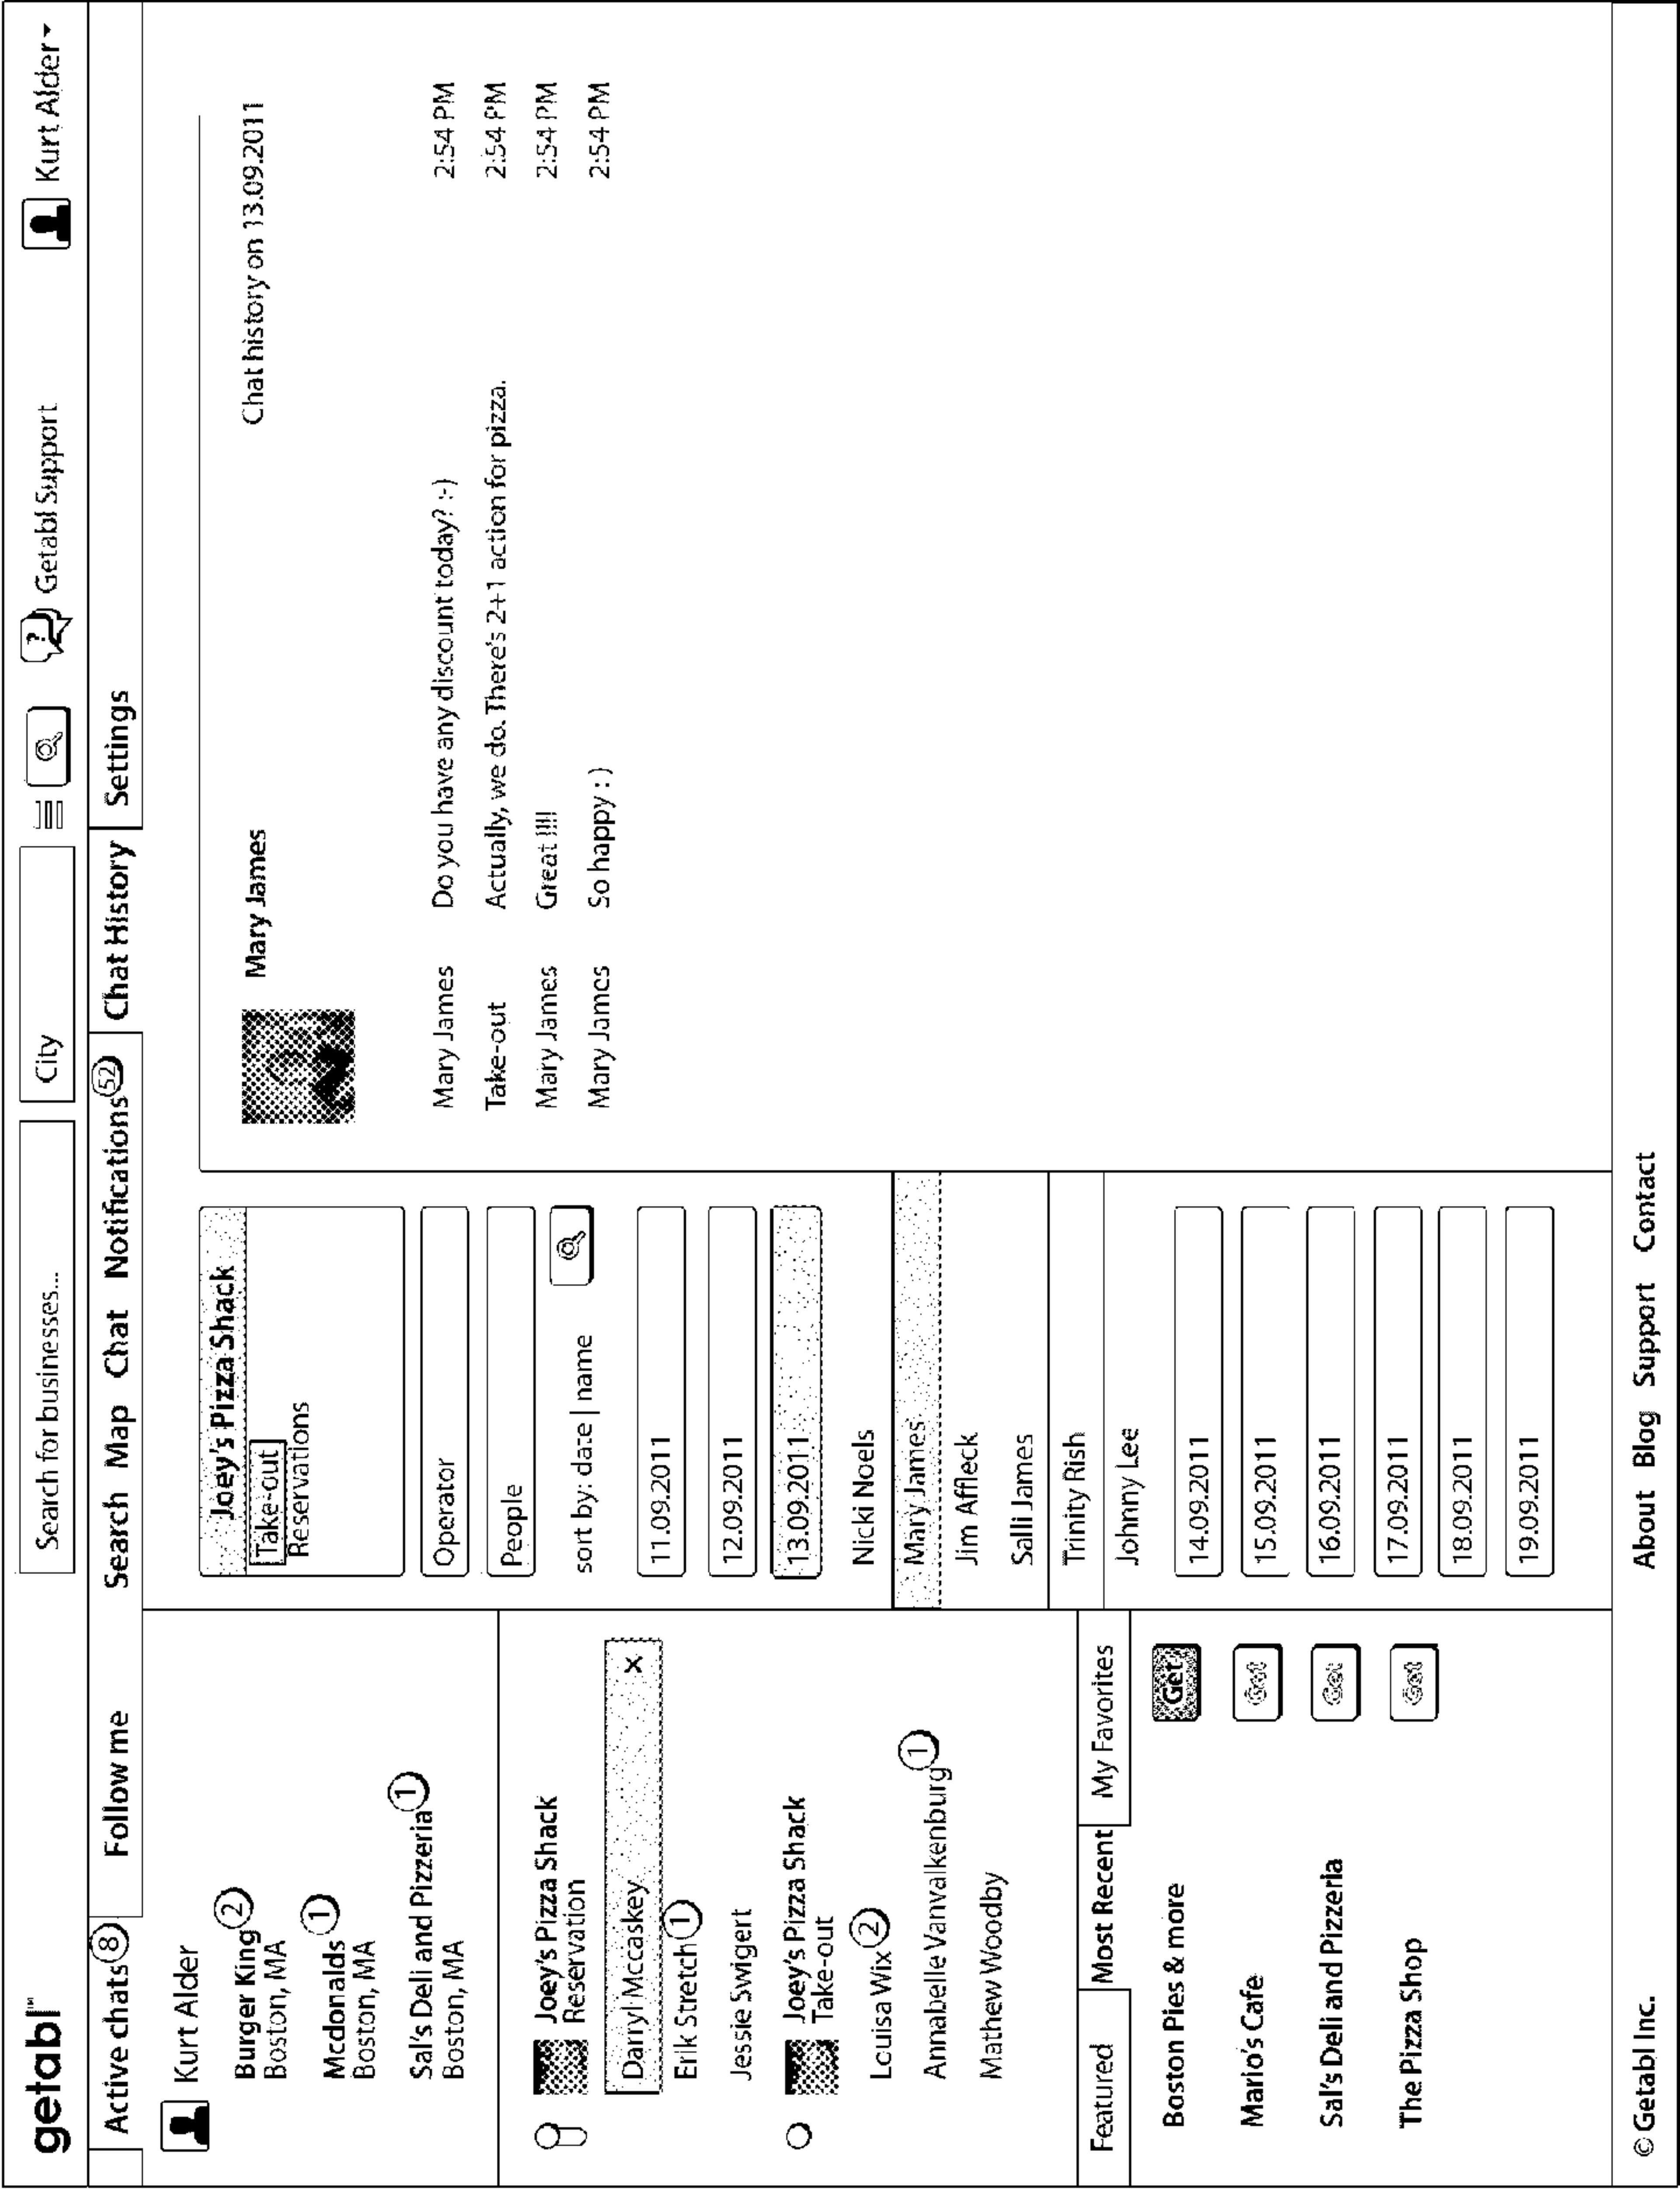 getabl™
Search for businesses...
City
Getabl Support
Kurt Alder
Active chats 8
Follow me
Search Map Chat Notifications 52 Chat History Settings
Kurt Alder
Burger King 2
Boston, MA
Mcdonalds 1
Boston, MA
Sal's Deli and Pizzeria 1
Boston, MA
Joey's Pizza Shack
Reservation
Darryl Mccaskey x
Erik Stretch 1
Jessie Swigert
Joey's Pizza Shack
Take-out
Louisa Wix 2
Annabelle Vanvalkenburg 1
Mathew Woodby
Featured Most Recent My Favorites
Boston Pies & more Get
Mario's Cafe Get
Sal's Deli and Pizzeria Get
The Pizza Shop Get
Joey's Pizza Shack
Take-out
Reservations
Operator
People
sort by: date | name
11.09.2011
12.09.2011
13.09.2011
Nicki Noels
Mary James
Jim Affleck
Salli James
Trinity Rish
Johnny Lee
14.09.2011
15.09.2011
16.09.2011
17.09.2011
18.09.2011
19.09.2011
Mary James
Chat history on 13.09.2011
Mary James Do you have any discount today? :-) 2:54 PM
Take-out Actually, we do. There's 2+1 action for pizza. 2:54 PM
Mary James Great !!!! 2:54 PM
Mary James So happy : ) 2:54 PM
© Getabl Inc.
About Blog Support Contact